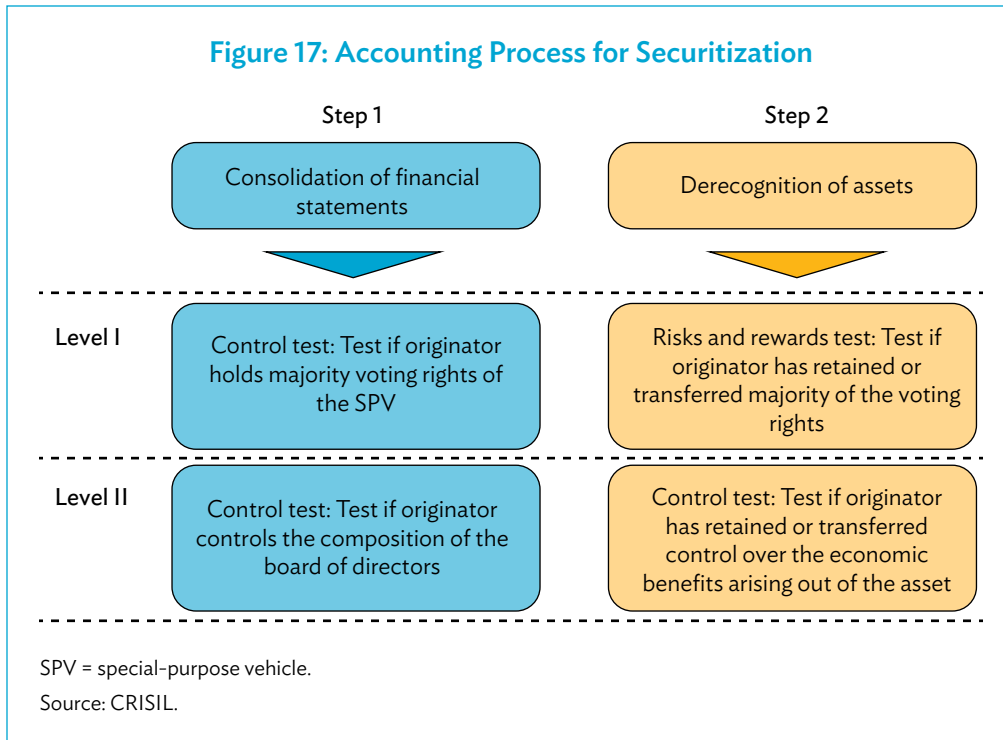 Figure 17: Accounting Process for Securitization
Step 1
Step 2
Consolidation of financial
statements
Derecognition of assets
Level I
Control test: Test if originator
holds majority voting rights
of the SPV
Risks and rewards test: Test if
originator has retained or
transferred majority of the voting
rights
Level II
Control test: Test if originator
controls the composition of the
board of directors
Control test: Test if originator
has retained or transferred
control over the economic
benefits arising out of the asset
SPV = special-purpose vehicle.
Source: CRISIL.